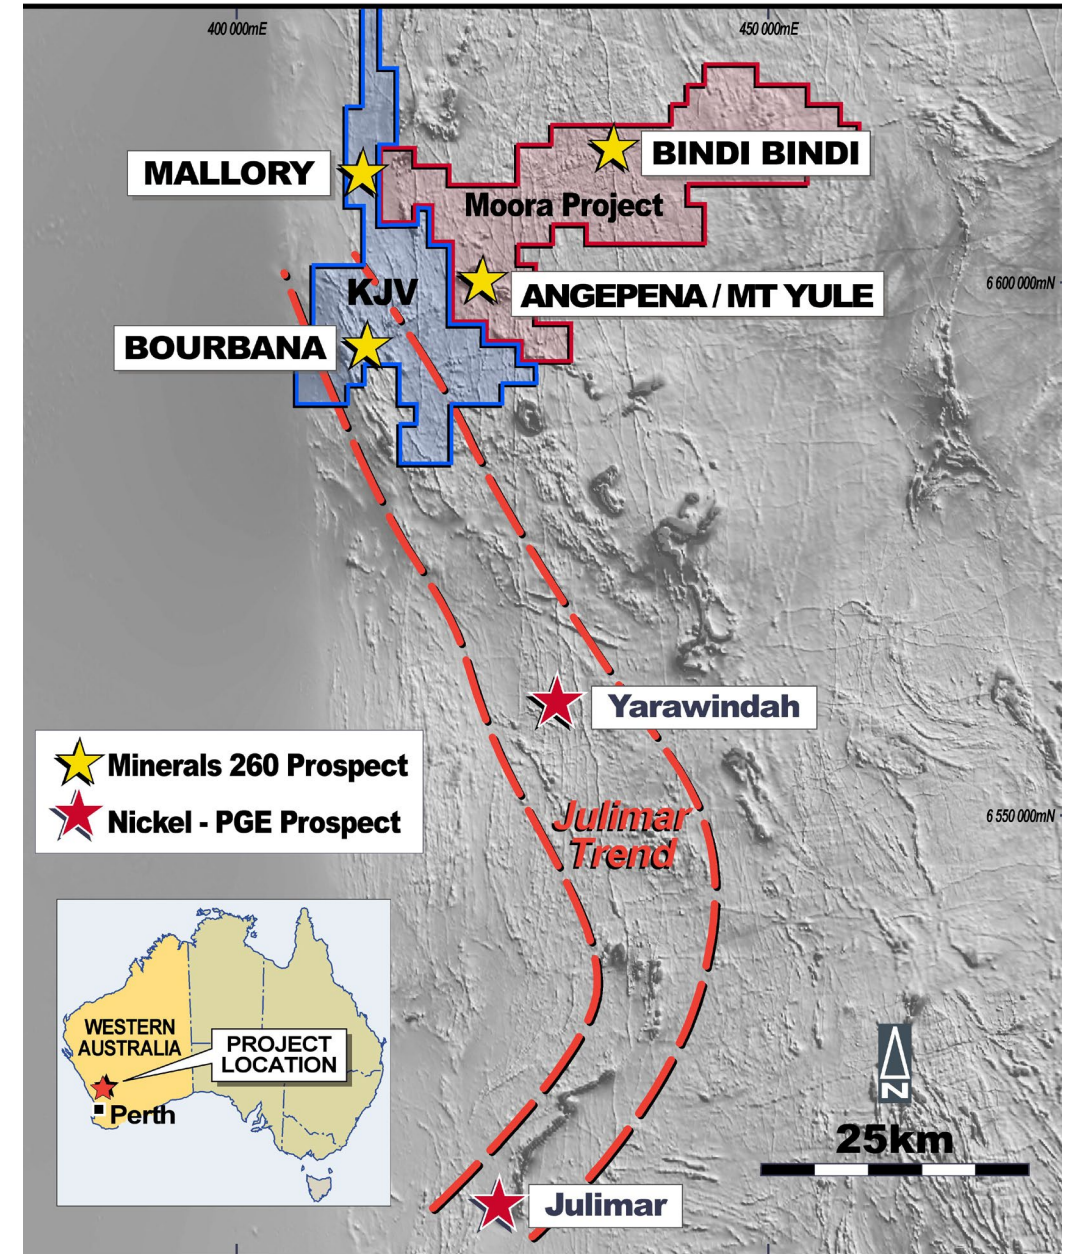 400 000mE
450 000mE
MALLORY
BINDI BINDI
Moora Project
KJV
ANGEPENA / MT YULE
6 600 000mN
BOURBANA
Yarawindah
Minerals 260 Prospect
Nickel - PGE Prospect
Julimar
Trend
6 550 000mN
WESTERN
AUSTRALIA
PROJECT
LOCATION
Perth
N
25km
Julimar